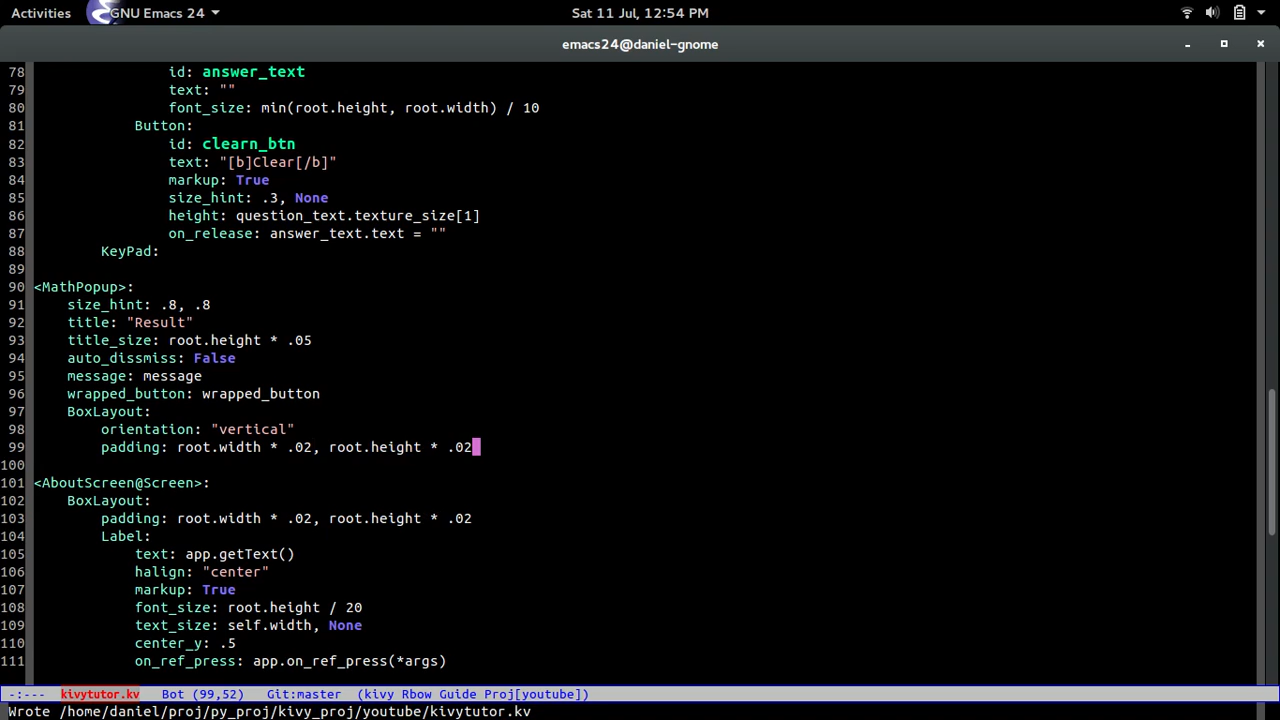 Activities GNU Emacs 24 Sat 11 Jul, 12:54 PM
emacs24@daniel-gnome
78 id: answer_text
79 text: ""
80 font_size: min(root.height, root.width) / 10
81 Button:
82 id: clearn_btn
83 text: "[b]Clear[/b]"
84 markup: True
85 size_hint: .3, None
86 height: question_text.texture_size[1]
87 on_release: answer_text.text = ""
88 KeyPad:
89
90 <MathPopup>:
91 size_hint: .8, .8
92 title: "Result"
93 title_size: root.height * .05
94 auto_dissmiss: False
95 message: message
96 wrapped_button: wrapped_button
97 BoxLayout:
98 orientation: "vertical"
99 padding: root.width * .02, root.height * .02
100
101 <AboutScreen@Screen>:
102 BoxLayout:
103 padding: root.width * .02, root.height * .02
104 Label:
105 text: app.getText()
106 halign: "center"
107 markup: True
108 font_size: root.height / 20
109 text_size: self.width, None
110 center_y: .5
111 on_ref_press: app.on_ref_press(*args)
-:--- kivytutor.kv Bot (99,52) Git:master (kivy Rbow Guide Proj[youtube])
Wrote /home/daniel/proj/py_proj/kivy_proj/youtube/kivytutor.kv